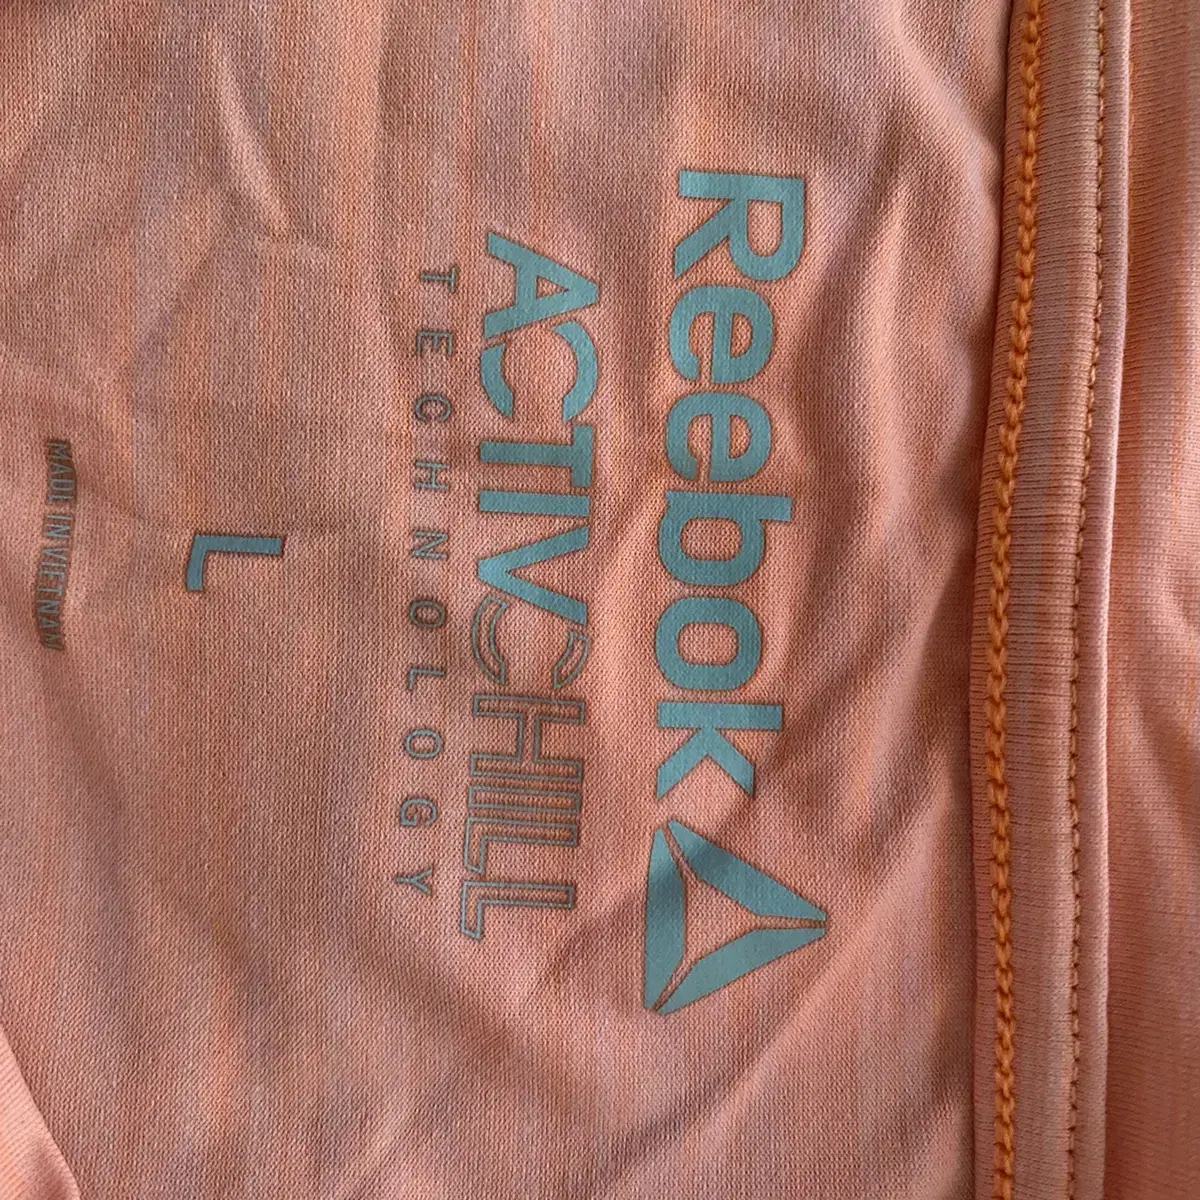 Reebok
ACTIVCHILL
TECHNOLOGY
L
MADE IN VIETNAM